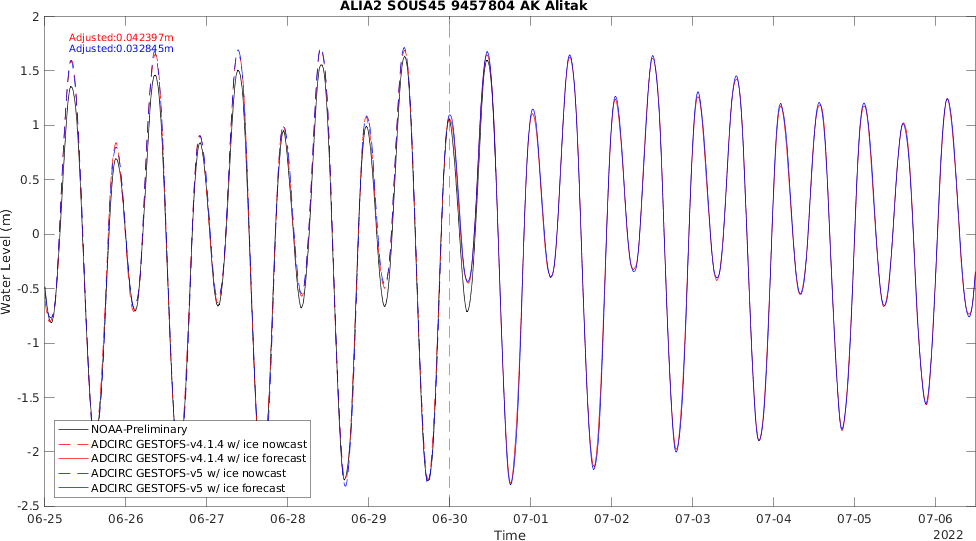 ALIA2 SOUS45 9457804 AK Alitak
Adjusted:0.042397m
Adjusted:0.032845m
2
1.5
1
0.5
0
-0.5
-1
-1.5
-2
-2.5
Water Level (m)
NOAA-Preliminary
ADCIRC GESTOFS-v4.1.4 w/ ice nowcast
ADCIRC GESTOFS-v4.1.4 w/ ice forecast
ADCIRC GESTOFS-v5 w/ ice nowcast
ADCIRC GESTOFS-v5 w/ ice forecast
06-25 06-26 06-27 06-28 06-29 06-30 07-01 07-02 07-03 07-04 07-05 07-06
Time
2022